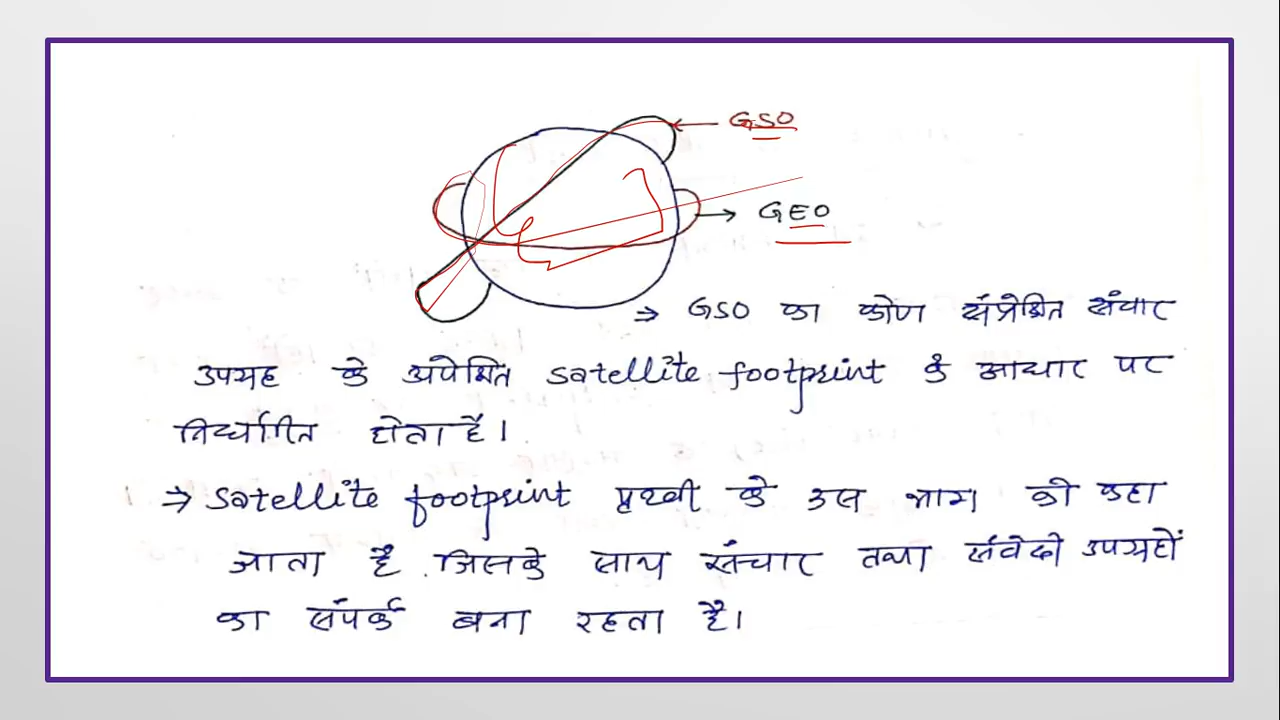 GSO
GEO
⇒ GSO का कोण संप्रेषित संचार
उपग्रह के अपेक्षित satellite footprint के आधार पर
निर्धारित होता है।
⇒ satellite footprint पृथ्वी के उस भाग को कहा
जाता है जिसके साथ संचार तथा संवेदी उपग्रहों
का संपर्क बना रहता है।